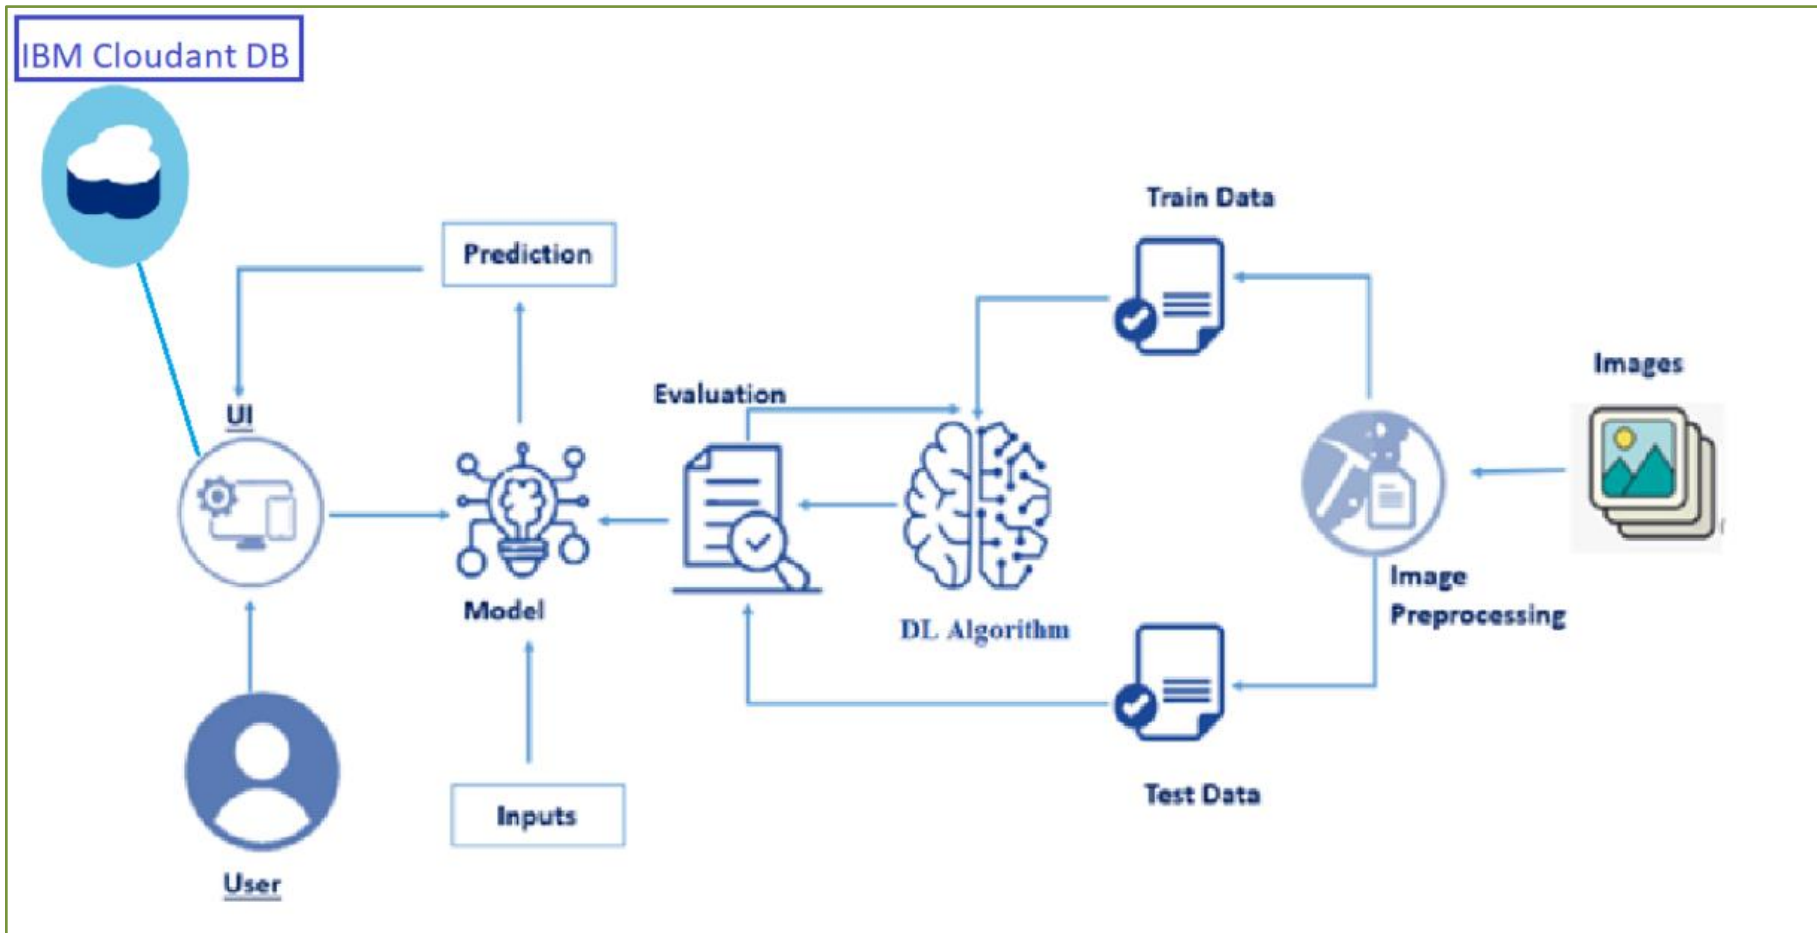 IBM Cloudant DB
Train Data
Prediction
Images
Evaluation
UI
Image
Preprocessing
Model
DL Algorithm
Test Data
Inputs
User